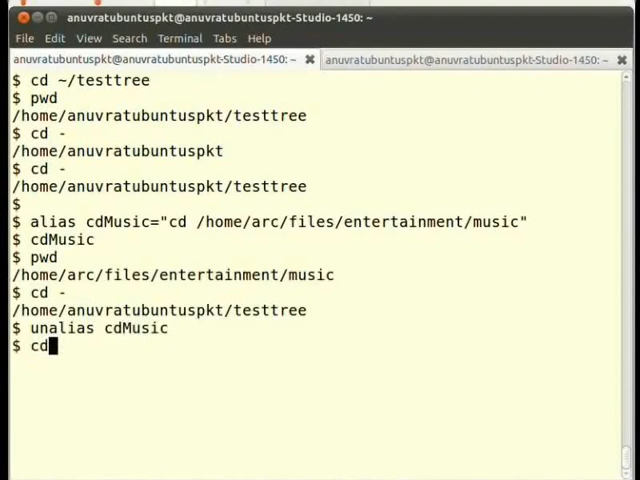 anuvratubuntuspkt@anuvratubuntuspkt-Studio-1450: ~
File Edit View Search Terminal Tabs Help
anuvratubuntuspkt@anuvratubuntuspkt-Studio-1450: ~ anuvratubuntuspkt@anuvratubuntuspkt-Studio-1450: ~
$ cd ~/testtree
$ pwd
/home/anuvratubuntuspkt/testtree
$ cd -
/home/anuvratubuntuspkt
$ cd -
/home/anuvratubuntuspkt/testtree
$
$ alias cdMusic="cd /home/arc/files/entertainment/music"
$ cdMusic
$ pwd
/home/arc/files/entertainment/music
$ cd -
/home/anuvratubuntuspkt/testtree
$ unalias cdMusic
$ cd